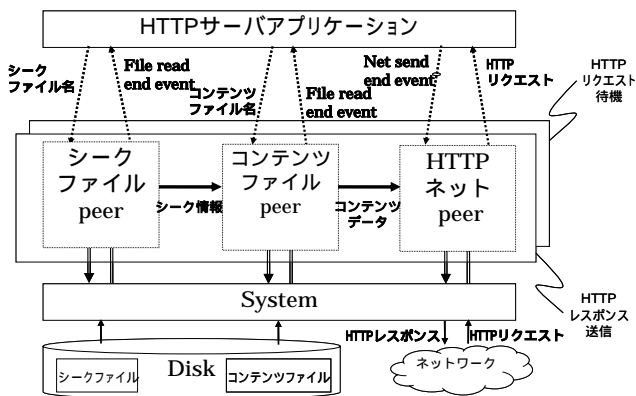 HTTPサーバアプリケーション
シーク
ファイル名
File read
end event
コンテンツ
ファイル名
File read
end event
Net send
end event
HTTP
リクエスト
HTTP
リクエスト
待機
シーク
ファイル
peer
シーク情報
コンテンツ
ファイル
peer
コンテンツ
データ
HTTP
ネット
peer
System
HTTP
レスポンス
送信
HTTPレスポンス
HTTPリクエスト
Disk
シークファイル
コンテンツファイル
ネットワーク